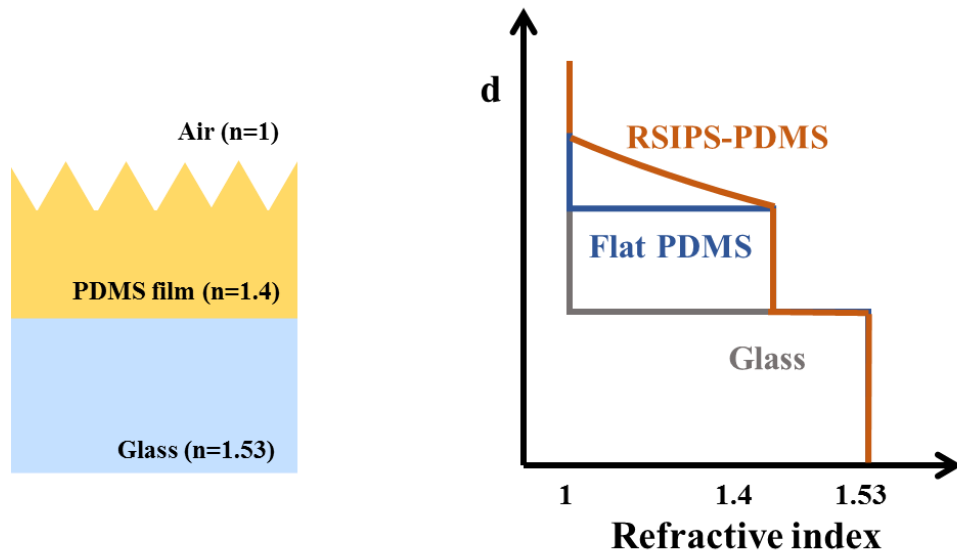 Air (n=1)
PDMS film (n=1.4)
Glass (n=1.53)
d
RSIPS-PDMS
Flat PDMS
Glass
1 1.4 1.53
Refractive index